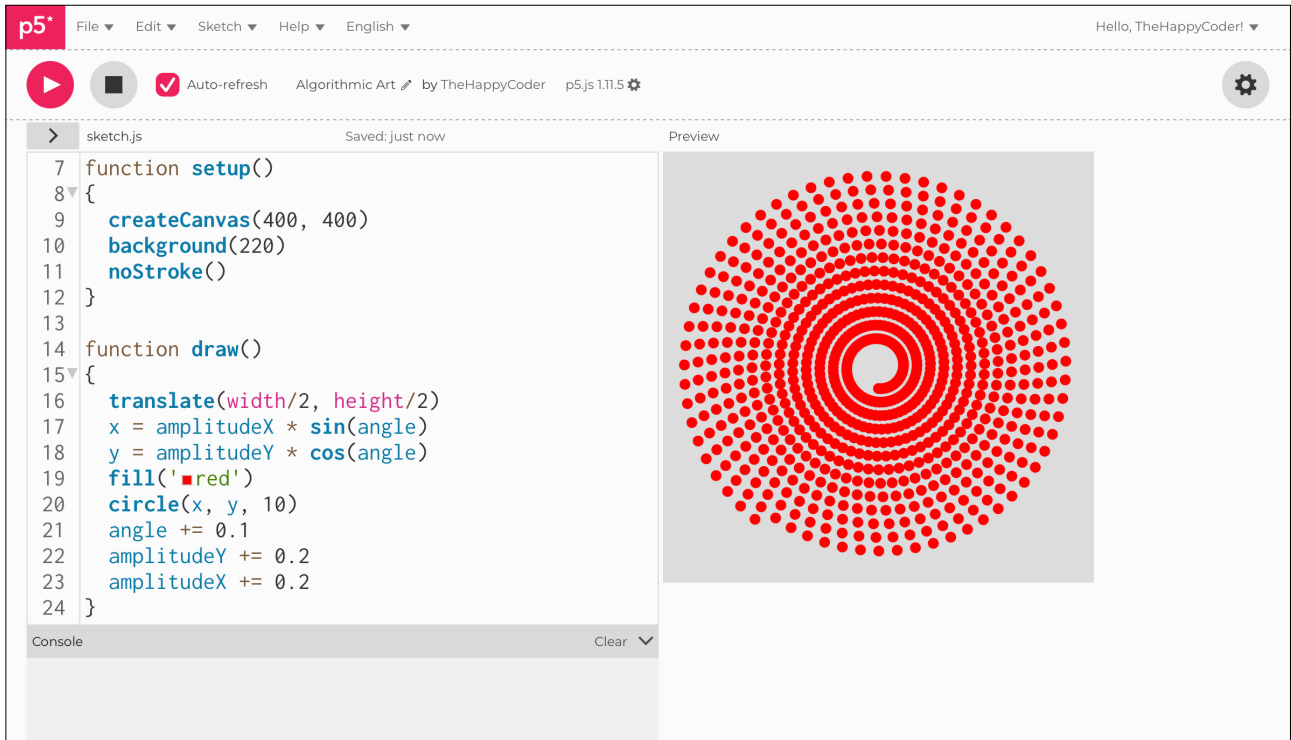 p5* File Edit Sketch Help English Hello, TheHappyCoder!
Auto-refresh Algorithmic Art by TheHappyCoder p5.js 1.11.5
sketch.js Saved: just now Preview
7 function setup()
8 {
9 createCanvas(400, 400)
10 background(220)
11 noStroke()
12 }
13
14 function draw()
15 {
16 translate(width/2, height/2)
17 x = amplitudeX * sin(angle)
18 y = amplitudeY * cos(angle)
19 fill('red')
20 circle(x, y, 10)
21 angle += 0.1
22 amplitudeY += 0.2
23 amplitudeX += 0.2
24 }
Console Clear